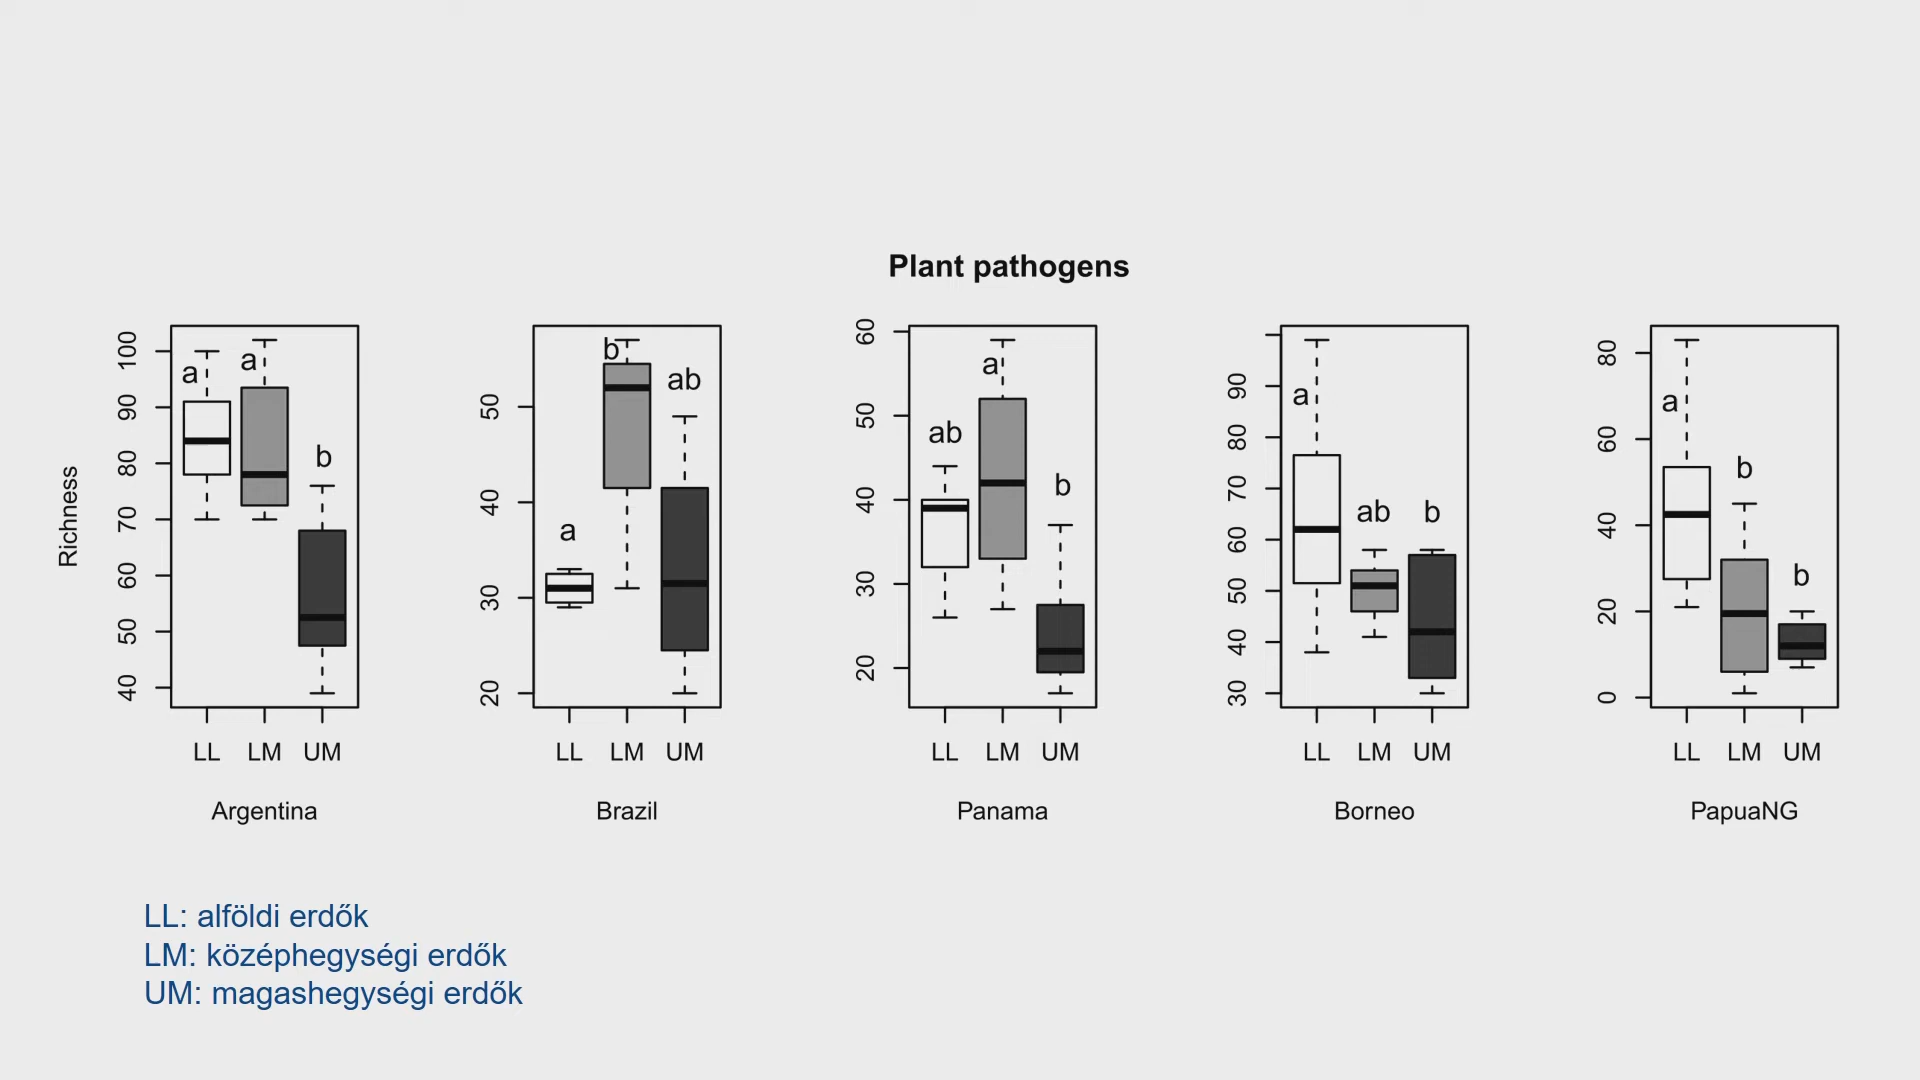 Plant pathogens
Richness
100
90
80
70
60
50
40
a
a
b
LL LM UM
Argentina
50
40
30
20
a
b
ab
LL LM UM
Brazil
60
50
40
30
20
ab
a
b
LL LM UM
Panama
90
80
70
60
50
40
30
a
ab
b
LL LM UM
Borneo
80
60
40
20
0
a
b
b
LL LM UM
PapuaNG
LL: alföldi erdők
LM: középhegységi erdők
UM: magashegységi erdők